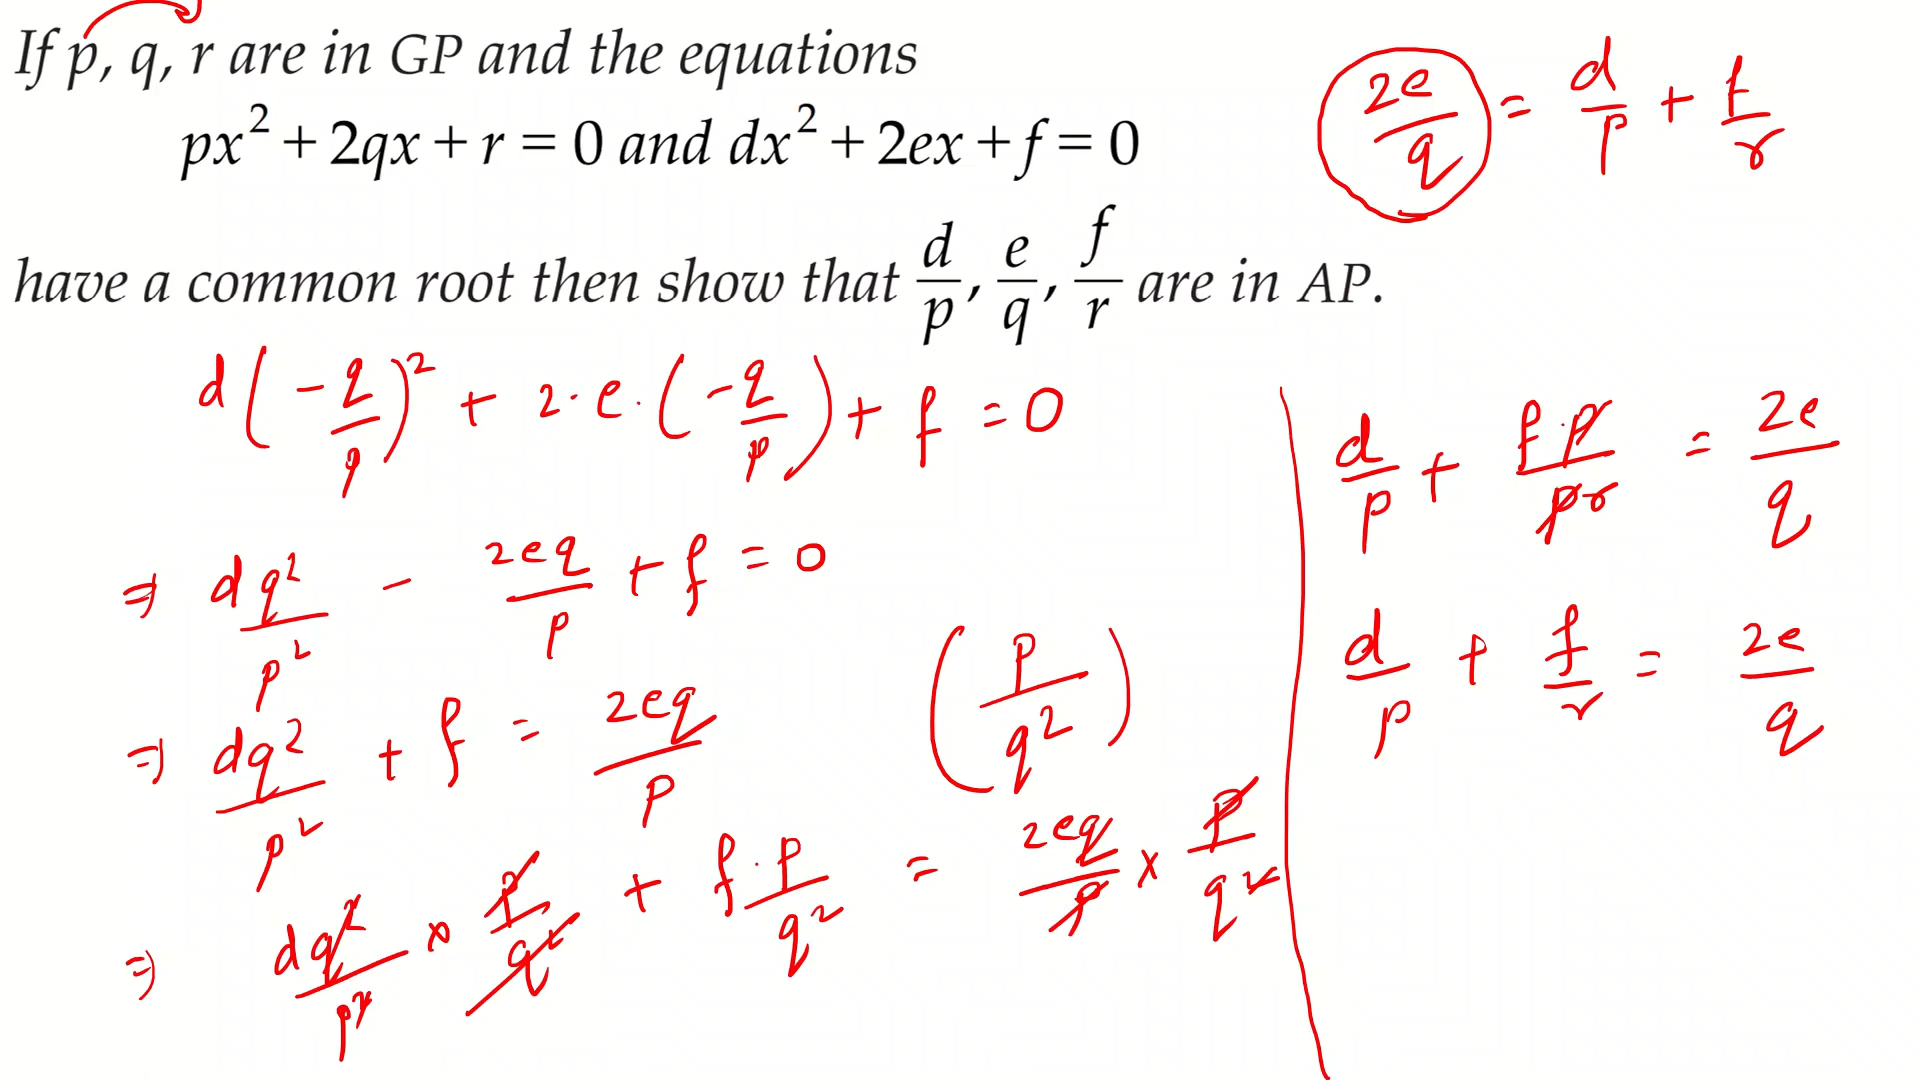 If p, q, r are in GP and the equations
px² + 2qx + r = 0 and dx² + 2ex + f = 0
have a common root then show that d/p, e/q, f/r are in AP.
2e/q = d/p + f/r
d(-q/p)² + 2·e·(-q/p) + f = 0
⇒ dq²/p² - 2eq/p + f = 0
⇒ dq²/p² + f = 2eq/p
(p/q²)
⇒ dq²/p² × p/q² + f·p/q² = 2eq/p × p/q²
d/p + f·p/pr = 2e/q
d/p + f/r = 2e/q